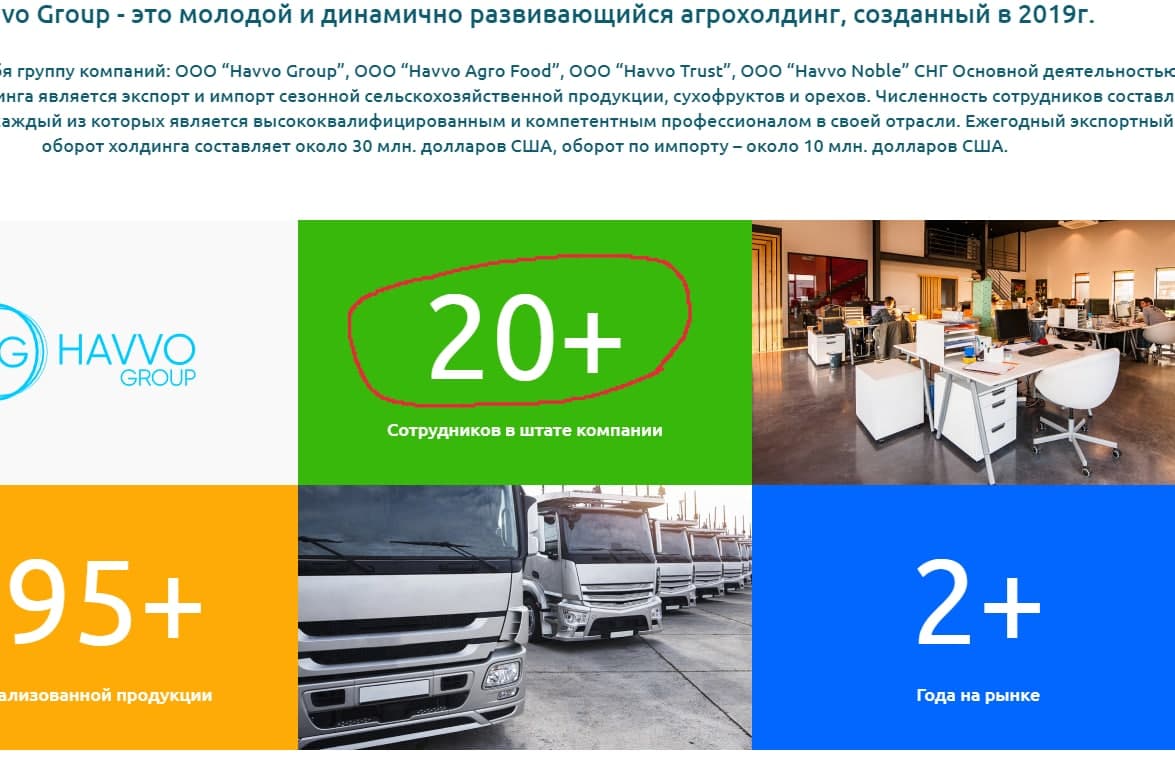 vo Group - это молодой и динамично развивающийся агрохолдинг, созданный в 2019г.
группу компаний: ООО “Havvo Group”, ООО “Havvo Agro Food”, ООО “Havvo Trust”, ООО “Havvo Noble” СНГ Основной деятельностью
инга является экспорт и импорт сезонной сельскохозяйственной продукции, сухофруктов и орехов. Численность сотрудников составл
каждый из которых является высококвалифицированным и компетентным профессионалом в своей отрасли. Ежегодный экспортный
оборот холдинга составляет около 30 млн. долларов США, оборот по импорту – около 10 млн. долларов США.
G HAVVO
GROUP
20+
Сотрудников в штате компании
95+
ализованной продукции
2+
Года на рынке